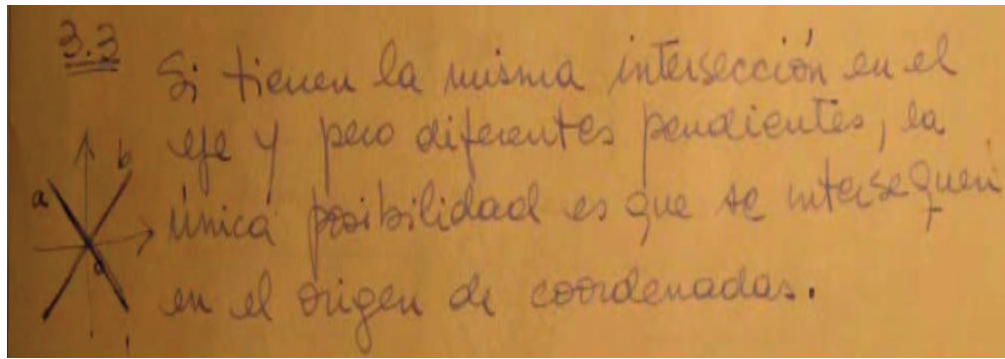 3.3
Si tienen la misma intersección en el
eje y pero diferentes pendientes, la
única posibilidad es que se intersequen
en el origen de coordenadas.
a
b
o